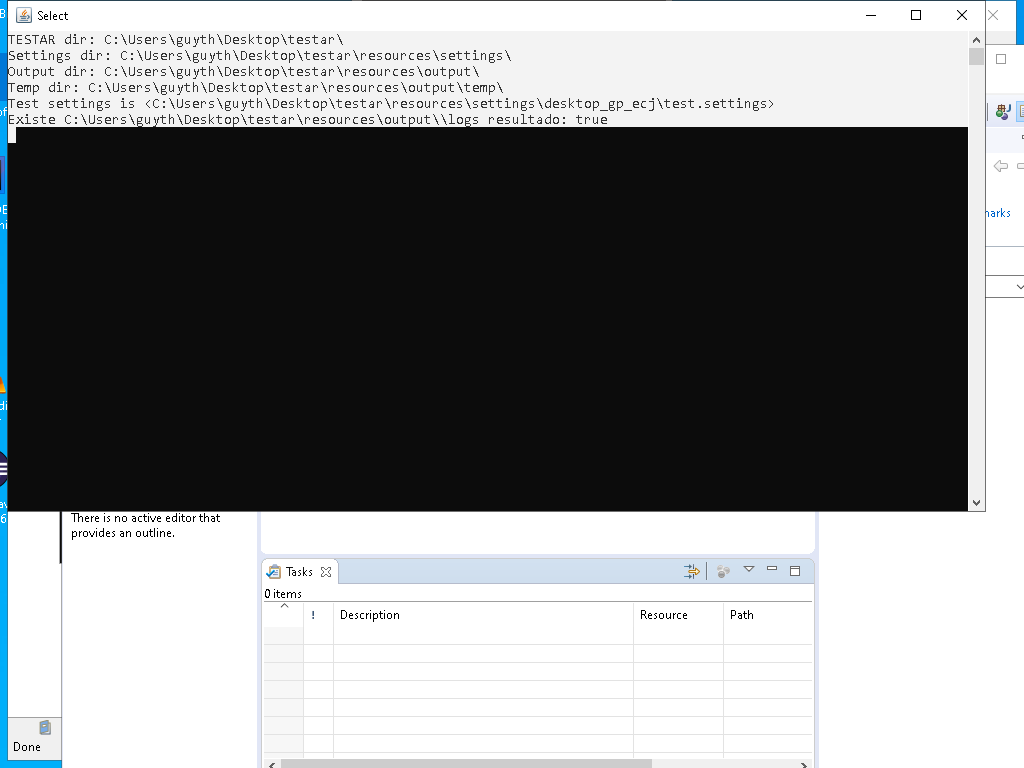 Select
TESTAR dir: C:\Users\guyth\Desktop\testar\
Settings dir: C:\Users\guyth\Desktop\testar\resources\settings\
Output dir: C:\Users\guyth\Desktop\testar\resources\output\
Temp dir: C:\Users\guyth\Desktop\testar\resources\output\temp\
Test settings is <C:\Users\guyth\Desktop\testar\resources\settings\desktop_gp_ecj\test.settings>
Existe C:\Users\guyth\Desktop\testar\resources\output\\logs resultado: true
There is no active editor that
provides an outline.
Tasks
0 items
! Description Resource Path
Done